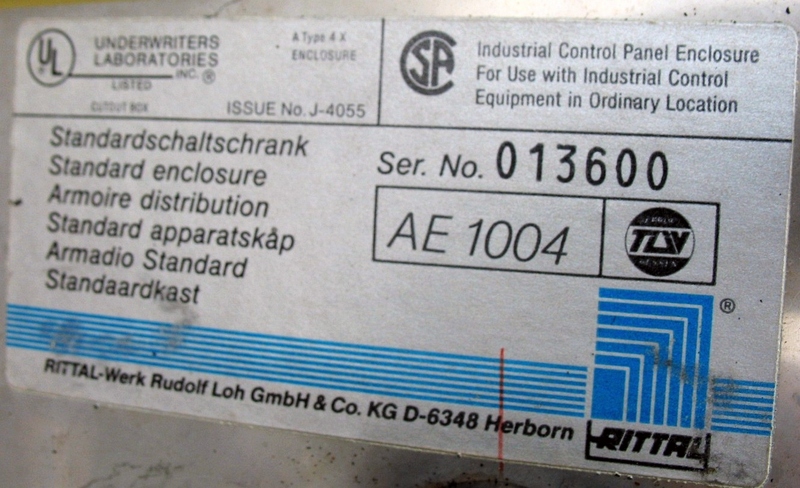 UL
®
UNDERWRITERS
LABORATORIES
INC. ®
LISTED
CUTOUT BOX
A Type 4 X
ENCLOSURE
ISSUE No. J-4055
SA
Industrial Control Panel Enclosure
For Use with Industrial Control
Equipment in Ordinary Location
Standardschaltschrank
Standard enclosure
Armoire distribution
Standard apparatskåp
Armadio Standard
Standaardkast
Ser. No. 013600
AE 1004
TÜV
HESSEN
®
RITTAL-Werk Rudolf Loh GmbH & Co. KG D-6348 Herborn
RITTAL